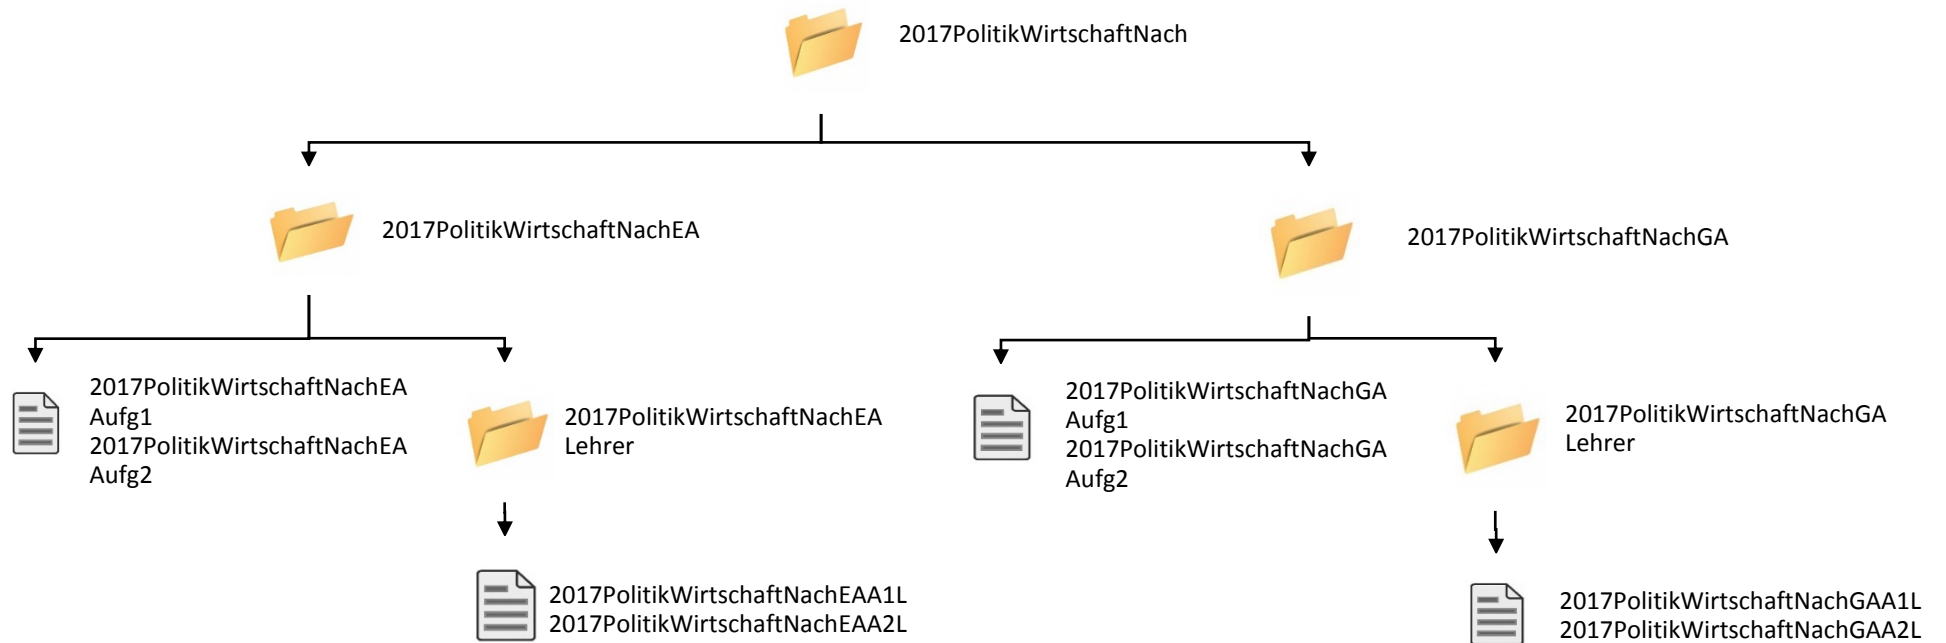 2017PolitikWirtschaftNach
2017PolitikWirtschaftNachEA
2017PolitikWirtschaftNachGA
2017PolitikWirtschaftNachEA
Aufg1
2017PolitikWirtschaftNachEA
Aufg2
2017PolitikWirtschaftNachEA
Lehrer
2017PolitikWirtschaftNachGA
Aufg1
2017PolitikWirtschaftNachGA
Aufg2
2017PolitikWirtschaftNachGA
Lehrer
2017PolitikWirtschaftNachEAA1L
2017PolitikWirtschaftNachEAA2L
2017PolitikWirtschaftNachGAA1L
2017PolitikWirtschaftNachGAA2L